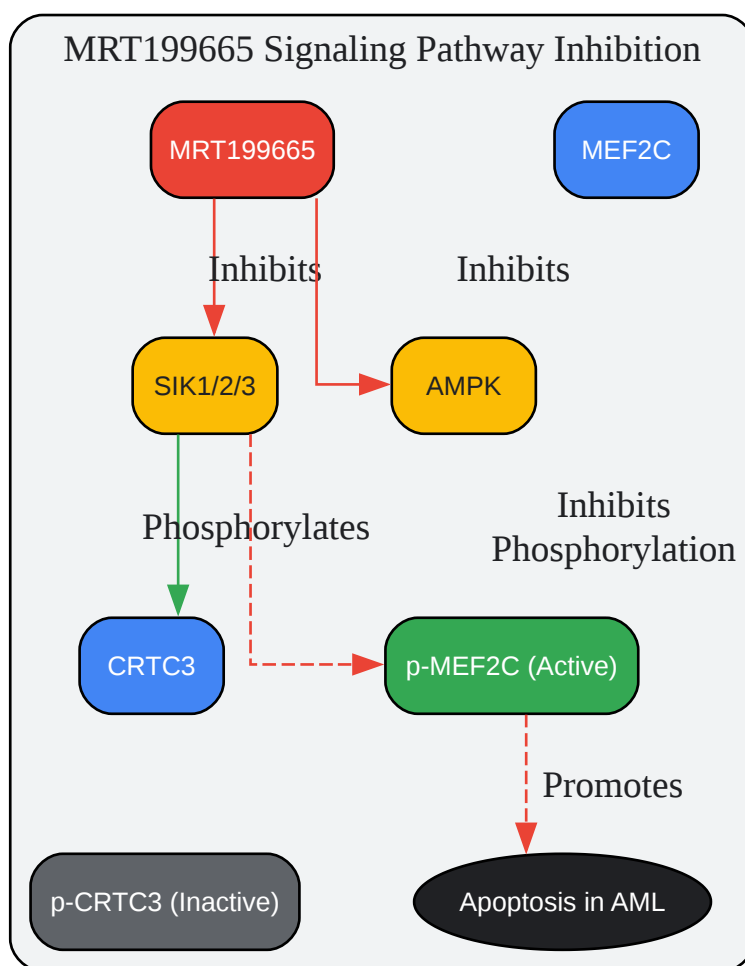 MRT199665 Signaling Pathway Inhibition
MRT199665
MEF2C
Inhibits
Inhibits
SIK1/2/3
AMPK
Phosphorylates
Inhibits
Phosphorylation
CRTC3
p-MEF2C (Active)
Promotes
p-CRTC3 (Inactive)
Apoptosis in AML